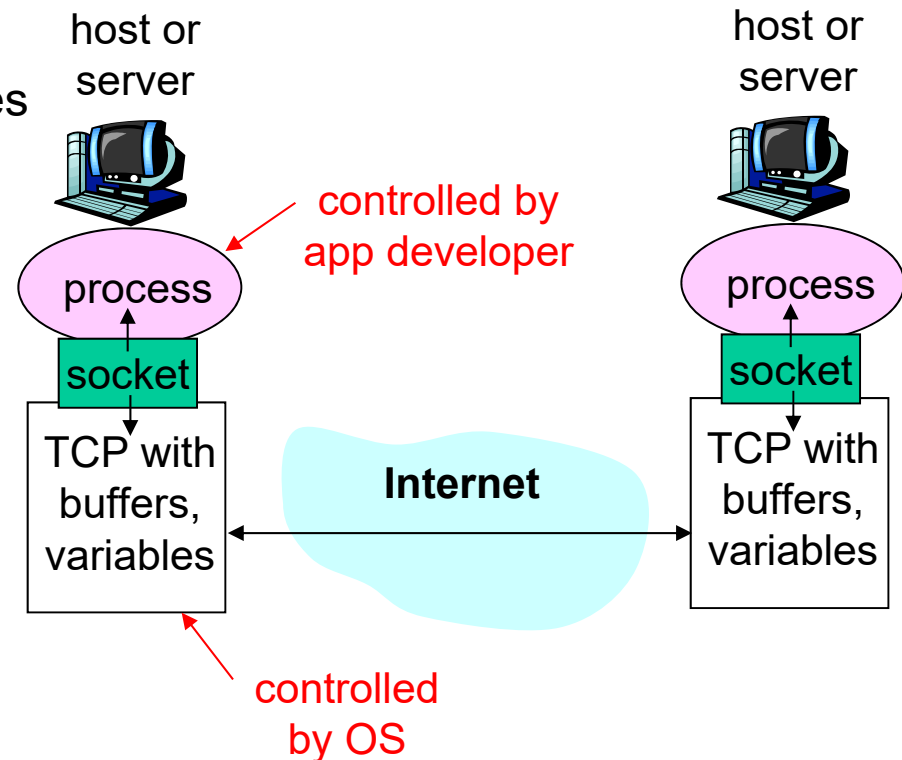 host or
server
es
controlled by
app developer
process
socket
TCP with
buffers,
variables
Internet
controlled
by OS
host or
server
process
socket
TCP with
buffers,
variables